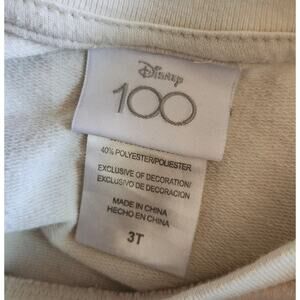 Disney
100
40% POLYESTER/POLIESTER
EXCLUSIVE OF DECORATION/
EXCLUSIVO DE DECORACION
MADE IN CHINA
HECHO EN CHINA
3T